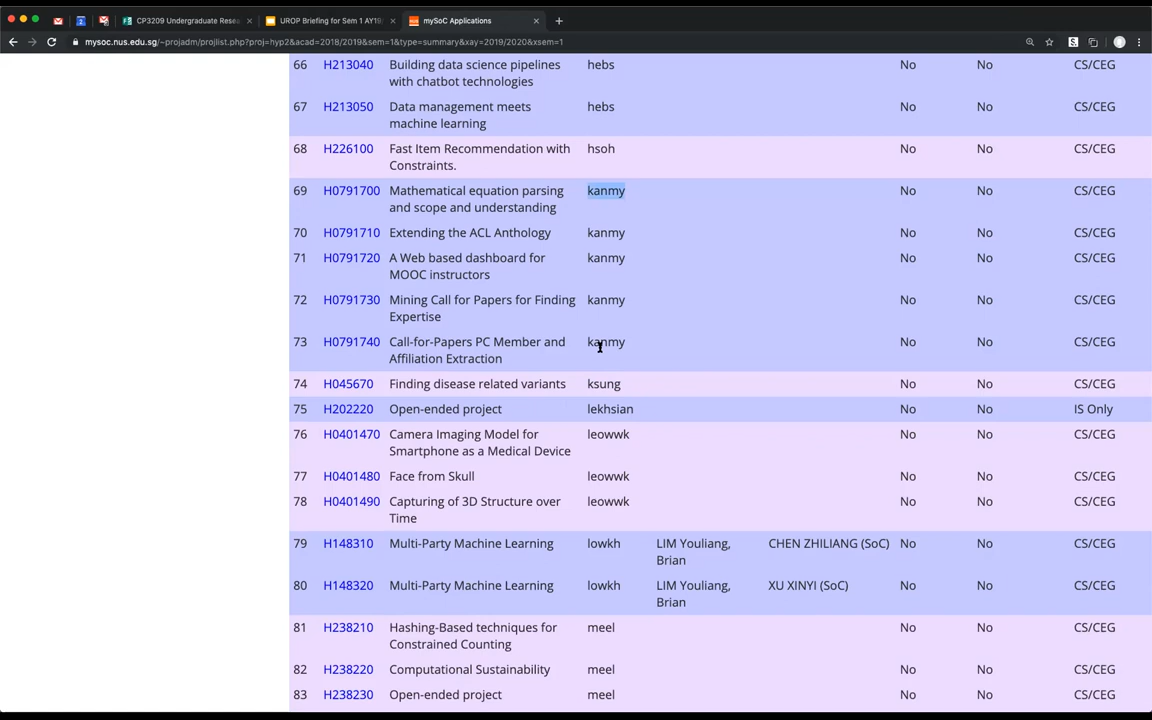 CP3209 Undergraduate Resea
UROP Briefing for Sem 1 AY19/
mySoC Applications
mysoc.nus.edu.sg/~projadm/projlist.php?proj=hyp2&acad=2018/2019&sem=1&type=summary&xay=2019/2020&xsem=1
66 H213040 Building data science pipelines hebs No No CS/CEG
with chatbot technologies
67 H213050 Data management meets hebs No No CS/CEG
machine learning
68 H226100 Fast Item Recommendation with hsoh No No CS/CEG
Constraints.
69 H0791700 Mathematical equation parsing kanmy No No CS/CEG
and scope and understanding
70 H0791710 Extending the ACL Anthology kanmy No No CS/CEG
71 H0791720 A Web based dashboard for kanmy No No CS/CEG
MOOC instructors
72 H0791730 Mining Call for Papers for Finding kanmy No No CS/CEG
Expertise
73 H0791740 Call-for-Papers PC Member and kanmy No No CS/CEG
Affiliation Extraction
74 H045670 Finding disease related variants ksung No No CS/CEG
75 H202220 Open-ended project lekhsian No No IS Only
76 H0401470 Camera Imaging Model for leowwk No No CS/CEG
Smartphone as a Medical Device
77 H0401480 Face from Skull leowwk No No CS/CEG
78 H0401490 Capturing of 3D Structure over leowwk No No CS/CEG
Time
79 H148310 Multi-Party Machine Learning lowkh LIM Youliang, CHEN ZHILIANG (SoC) No No CS/CEG
Brian
80 H148320 Multi-Party Machine Learning lowkh LIM Youliang, XU XINYI (SoC) No No CS/CEG
Brian
81 H238210 Hashing-Based techniques for meel No No CS/CEG
Constrained Counting
82 H238220 Computational Sustainability meel No No CS/CEG
83 H238230 Open-ended project meel No No CS/CEG